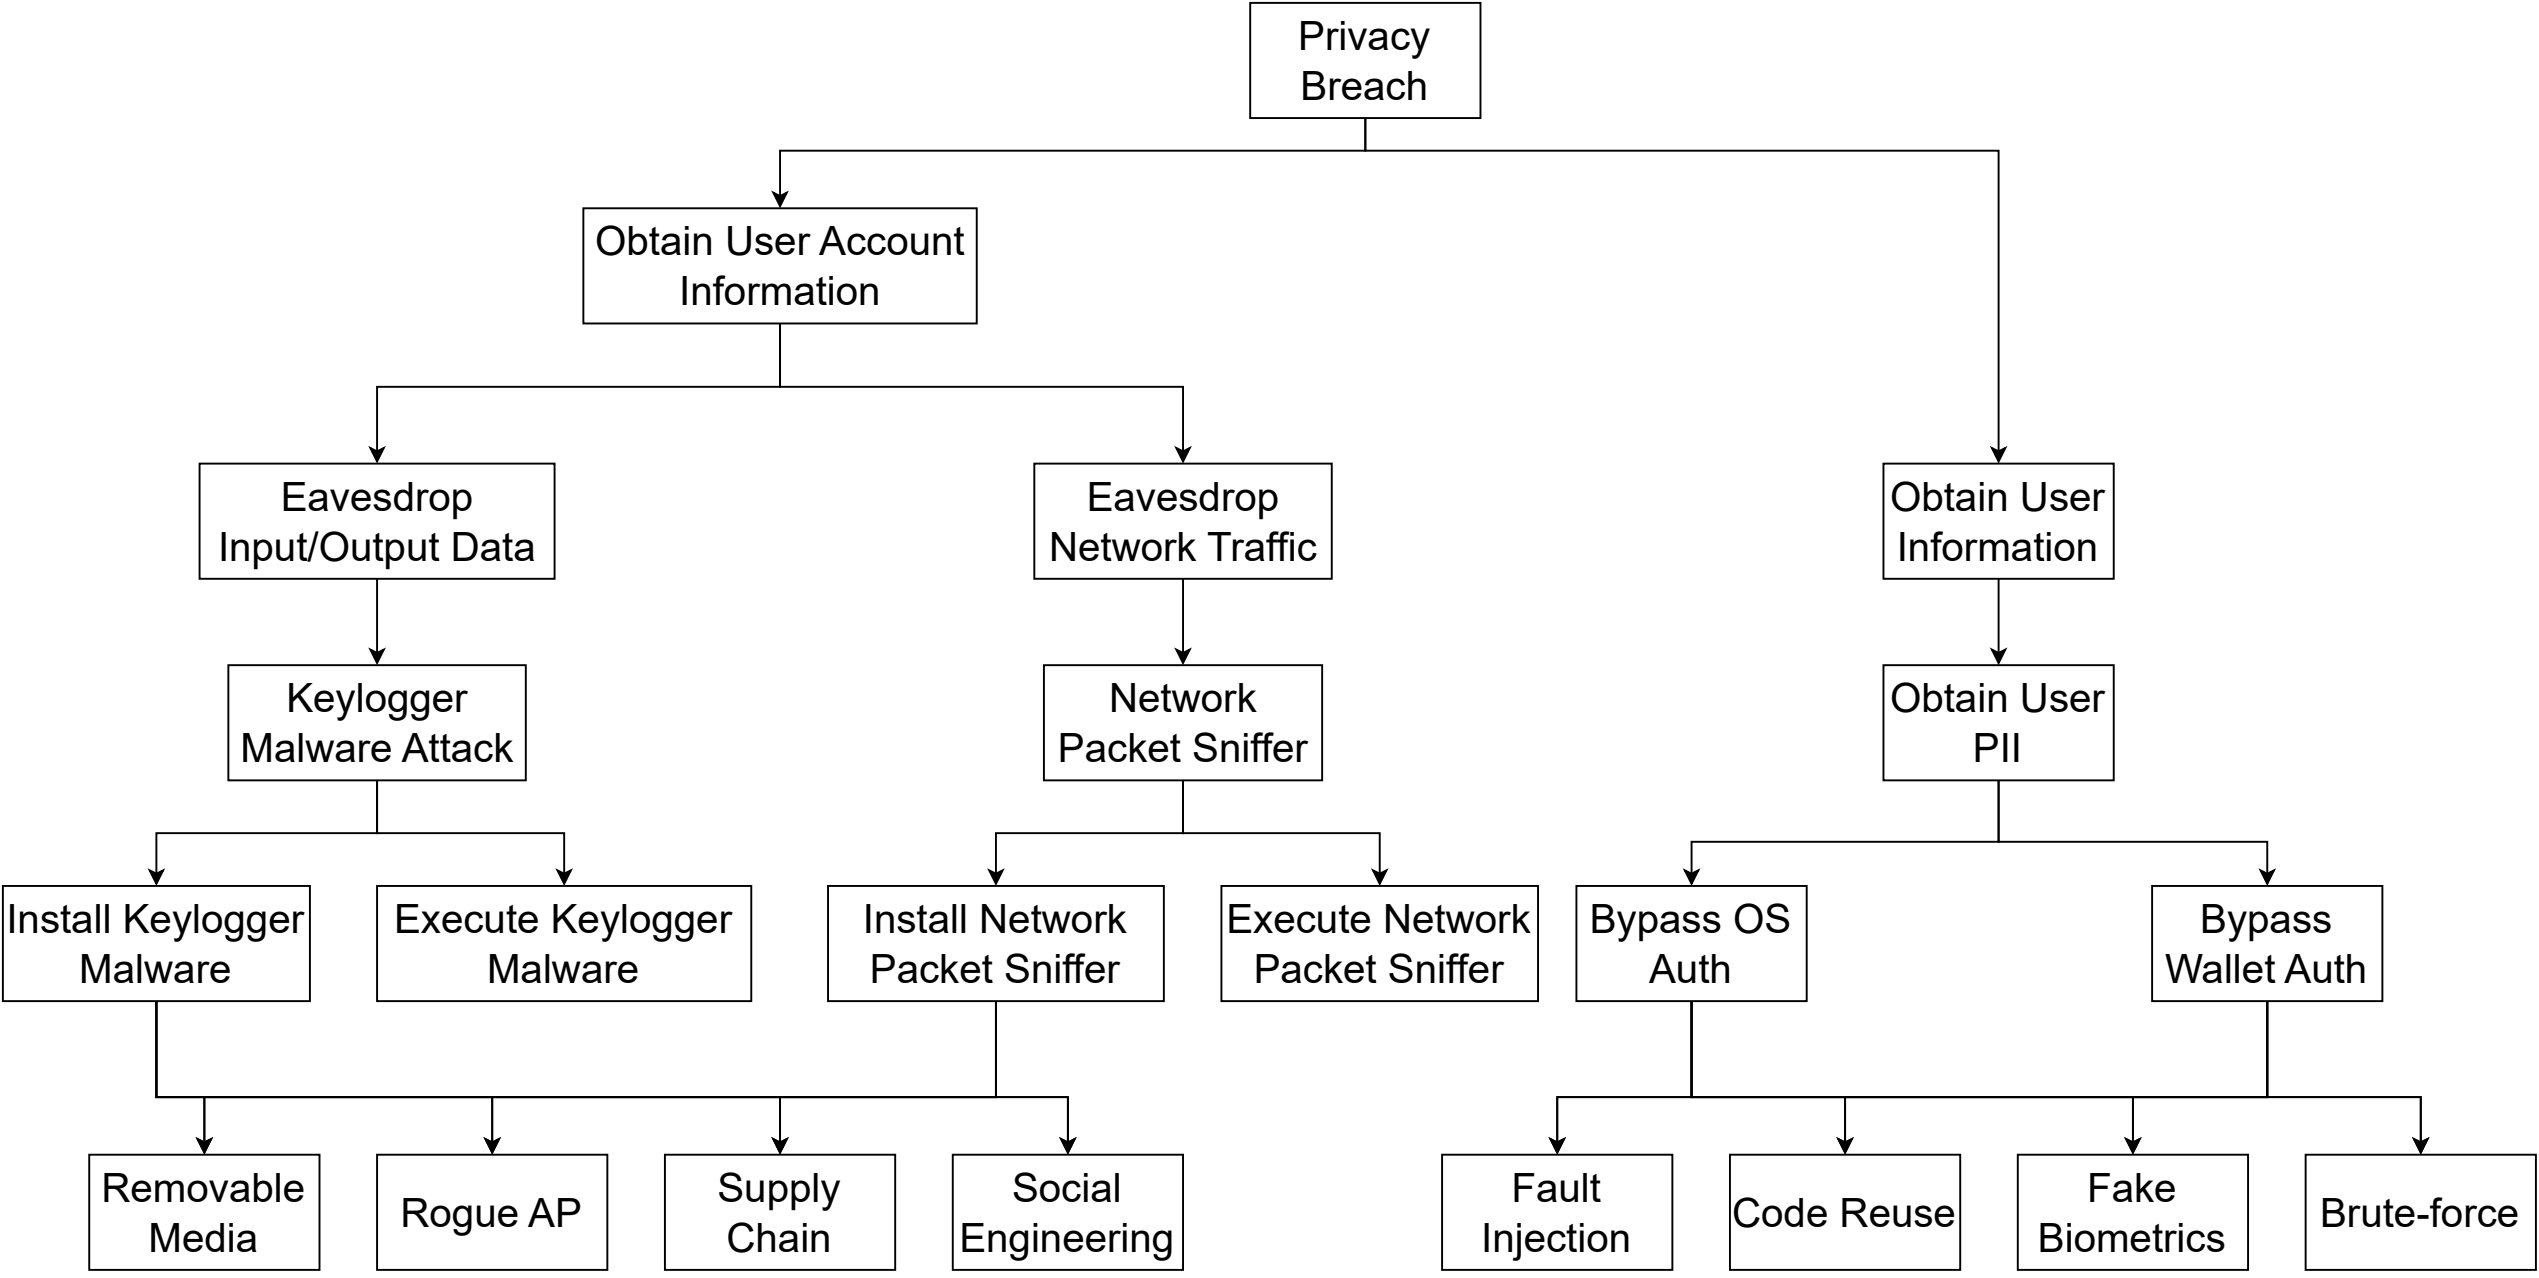 Privacy
Breach
Obtain User Account
Information
Eavesdrop
Input/Output Data
Eavesdrop
Network Traffic
Obtain User
Information
Keylogger
Malware Attack
Network
Packet Sniffer
Obtain User
PII
Install Keylogger
Malware
Execute Keylogger
Malware
Install Network
Packet Sniffer
Execute Network
Packet Sniffer
Bypass OS
Auth
Bypass
Wallet Auth
Removable
Media
Rogue AP
Supply
Chain
Social
Engineering
Fault
Injection
Code Reuse
Fake
Biometrics
Brute-force